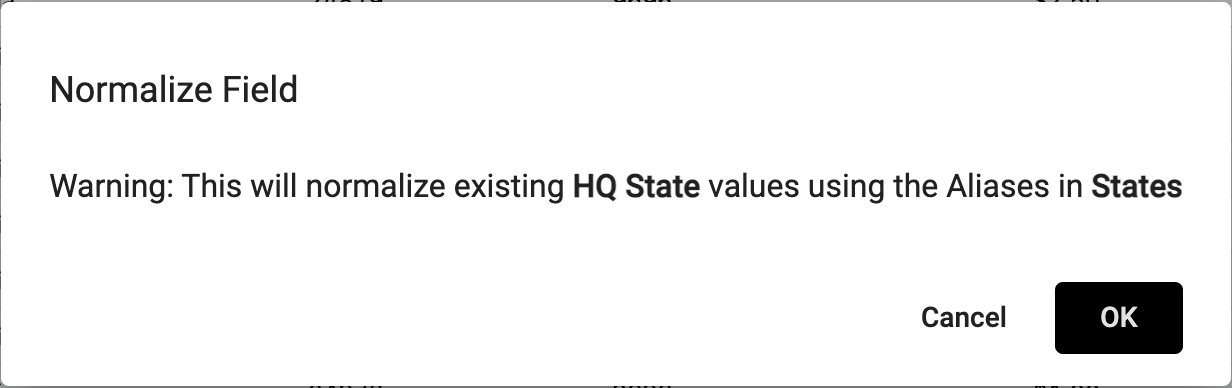 Normalize Field
Warning: This will normalize existing HQ State values using the Aliases in States
Cancel
OK